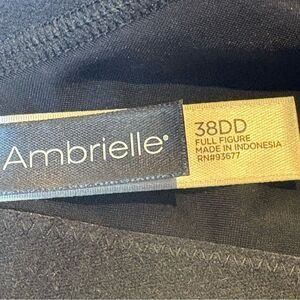 Ambrielle®
38DD
FULL FIGURE
MADE IN INDONESIA
RN#93677